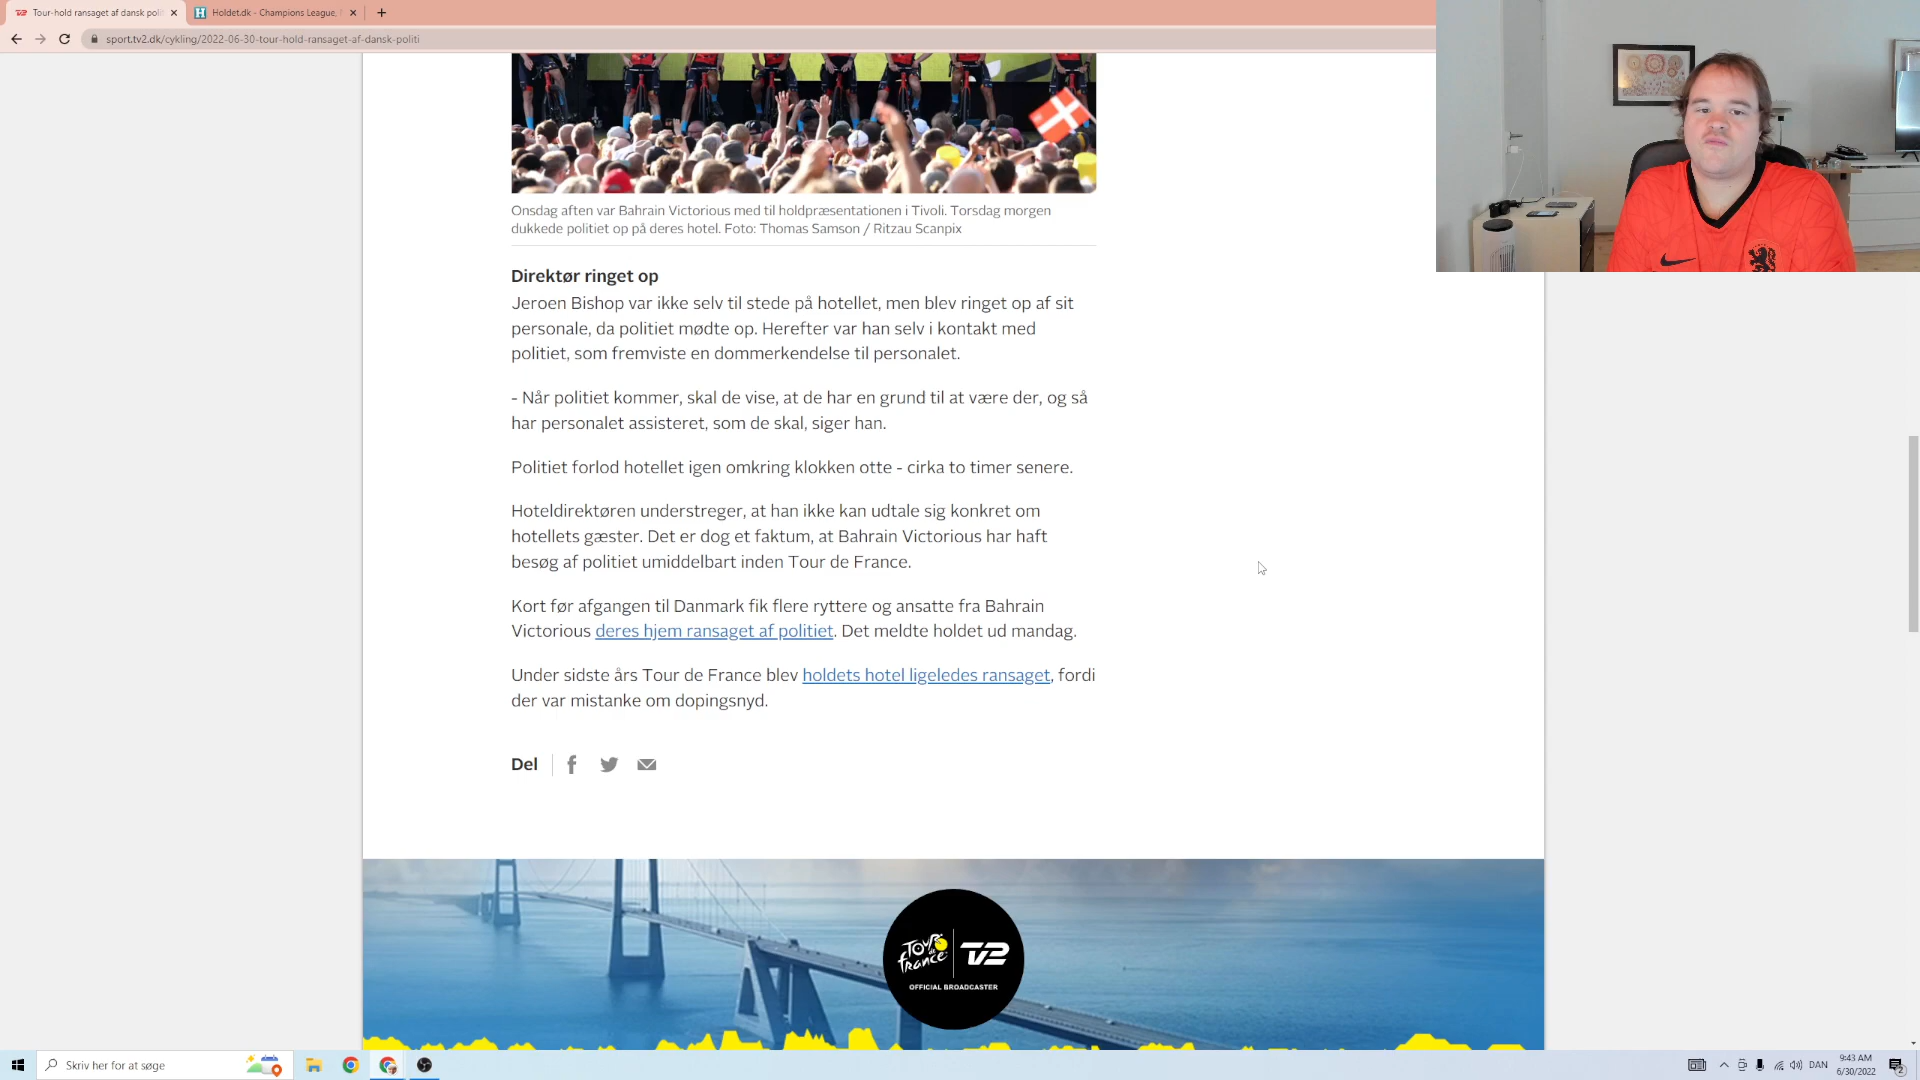 Tour-hold ransaget af dansk poli
Holdet.dk - Champions League,
sport.tv2.dk/cykling/2022-06-30-tour-hold-ransaget-af-dansk-politi
Onsdag aften var Bahrain Victorious med til holdpræsentationen i Tivoli. Torsdag morgen
dukkede politiet op på deres hotel. Foto: Thomas Samson / Ritzau Scanpix
Direktør ringet op
Jeroen Bishop var ikke selv til stede på hotellet, men blev ringet op af sit
personale, da politiet mødte op. Herefter var han selv i kontakt med
politiet, som fremviste en dommerkendelse til personalet.
- Når politiet kommer, skal de vise, at de har en grund til at være der, og så
har personalet assisteret, som de skal, siger han.
Politiet forlod hotellet igen omkring klokken otte - cirka to timer senere.
Hoteldirektøren understreger, at han ikke kan udtale sig konkret om
hotellets gæster. Det er dog et faktum, at Bahrain Victorious har haft
besøg af politiet umiddelbart inden Tour de France.
Kort før afgangen til Danmark fik flere ryttere og ansatte fra Bahrain
Victorious deres hjem ransaget af politiet. Det meldte holdet ud mandag.
Under sidste års Tour de France blev holdets hotel ligeledes ransaget, fordi
der var mistanke om dopingsnyd.
Del
TOUR de france TV2
OFFICIAL BROADCASTER
Skriv her for at søge
DAN
9:43 AM
6/30/2022
2